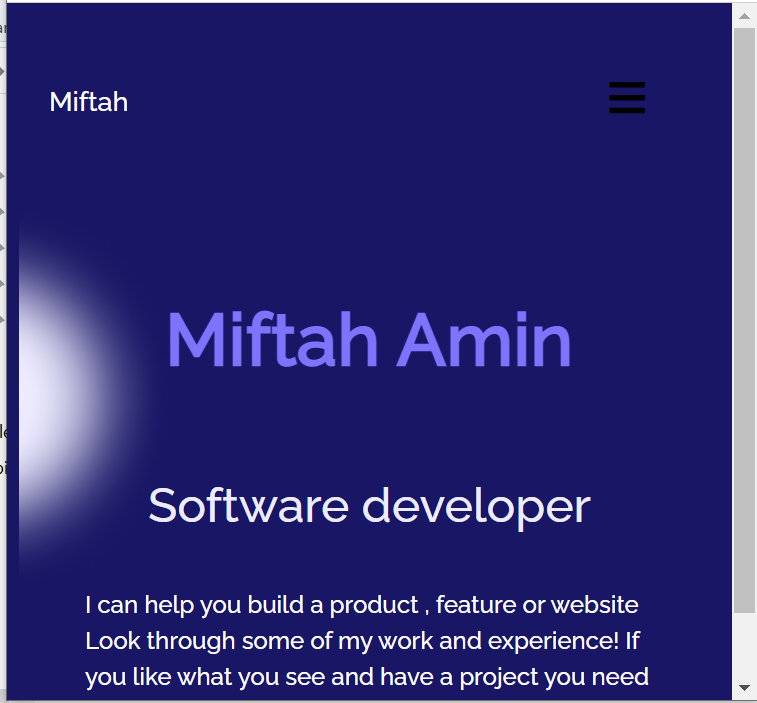 Miftah
Miftah Amin
Software developer
I can help you build a product , feature or website
Look through some of my work and experience! If
you like what you see and have a project you need